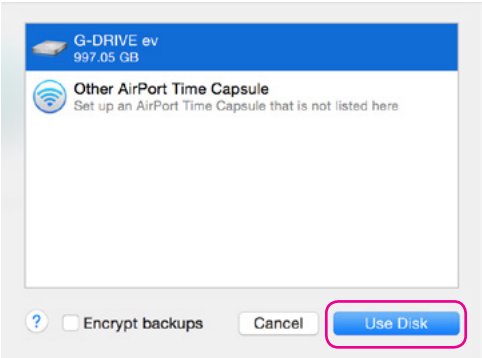 G-DRIVE ev
997.05 GB
Other AirPort Time Capsule
Set up an AirPort Time Capsule that is not listed here
?
Encrypt backups
Cancel
Use Disk